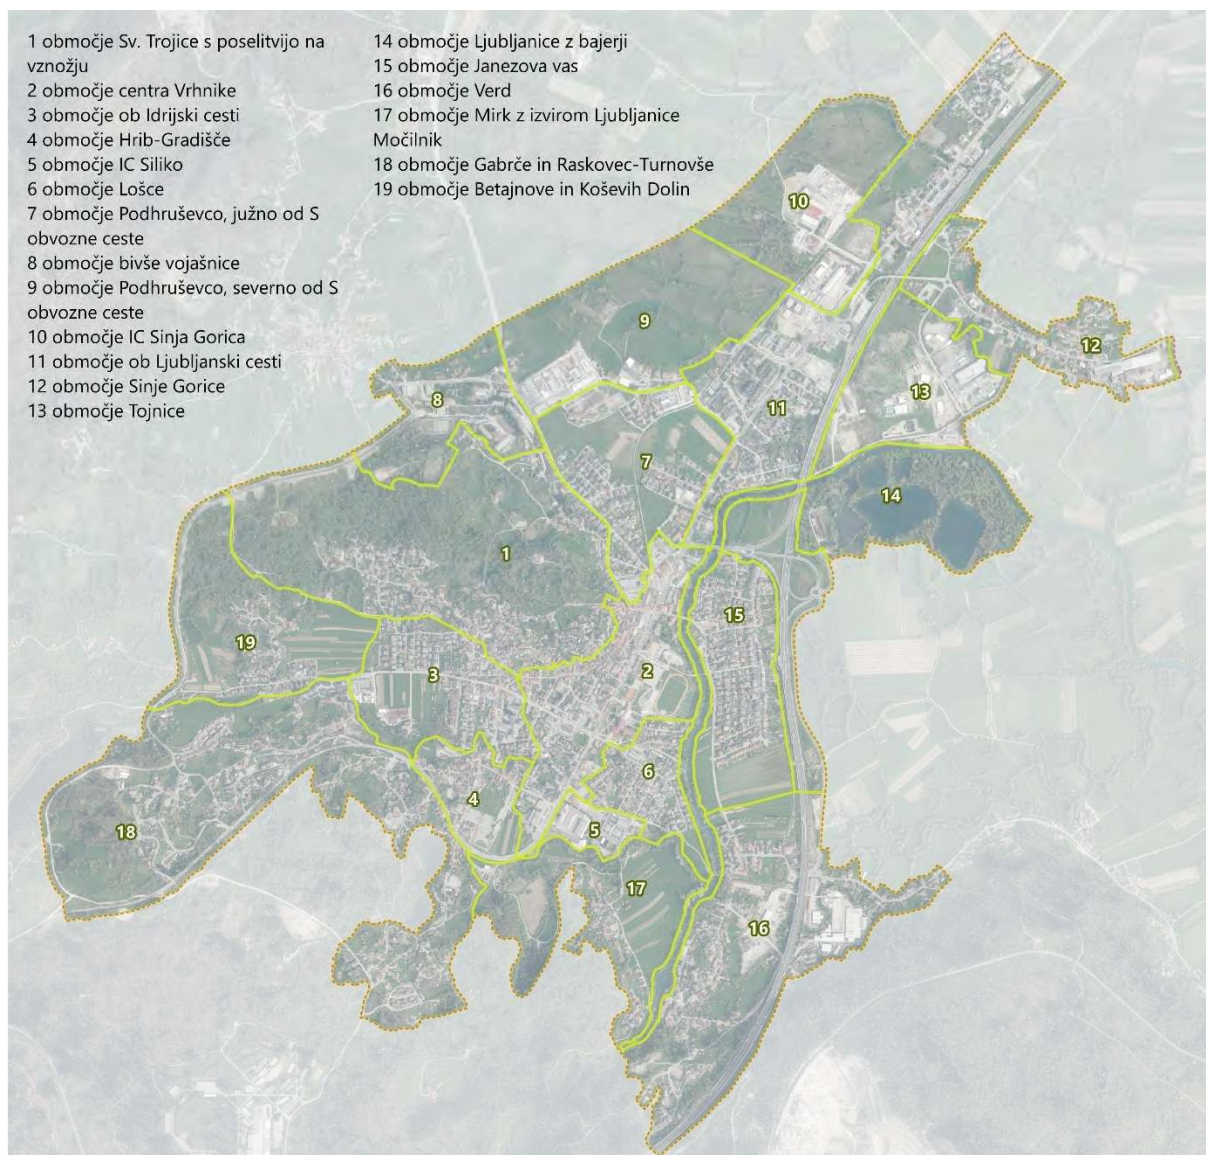 1 območje Sv. Trojice s poselitvijo na
vznožju
2 območje centra Vrhnike
3 območje ob Idrijski cesti
4 območje Hrib-Gradišče
5 območje IC Siliko
6 območje Lošce
7 območje Podhruševco, južno od S
obvozne ceste
8 območje bivše vojašnice
9 območje Podhruševco, severno od S
obvozne ceste
10 območje IC Sinja Gorica
11 območje ob Ljubljanski cesti
12 območje Sinje Gorice
13 območje Tojnice
14 območje Ljubljanice z bajerji
15 območje Janezova vas
16 območje Verd
17 območje Mirk z izvirom Ljubljanice
Močilnik
18 območje Gabrče in Raskovec-Turnovše
19 območje Betajnove in Koševih Dolin
10
9
12
13
8
11
7
14
1
15
19
2
3
6
4
5
18
17
16